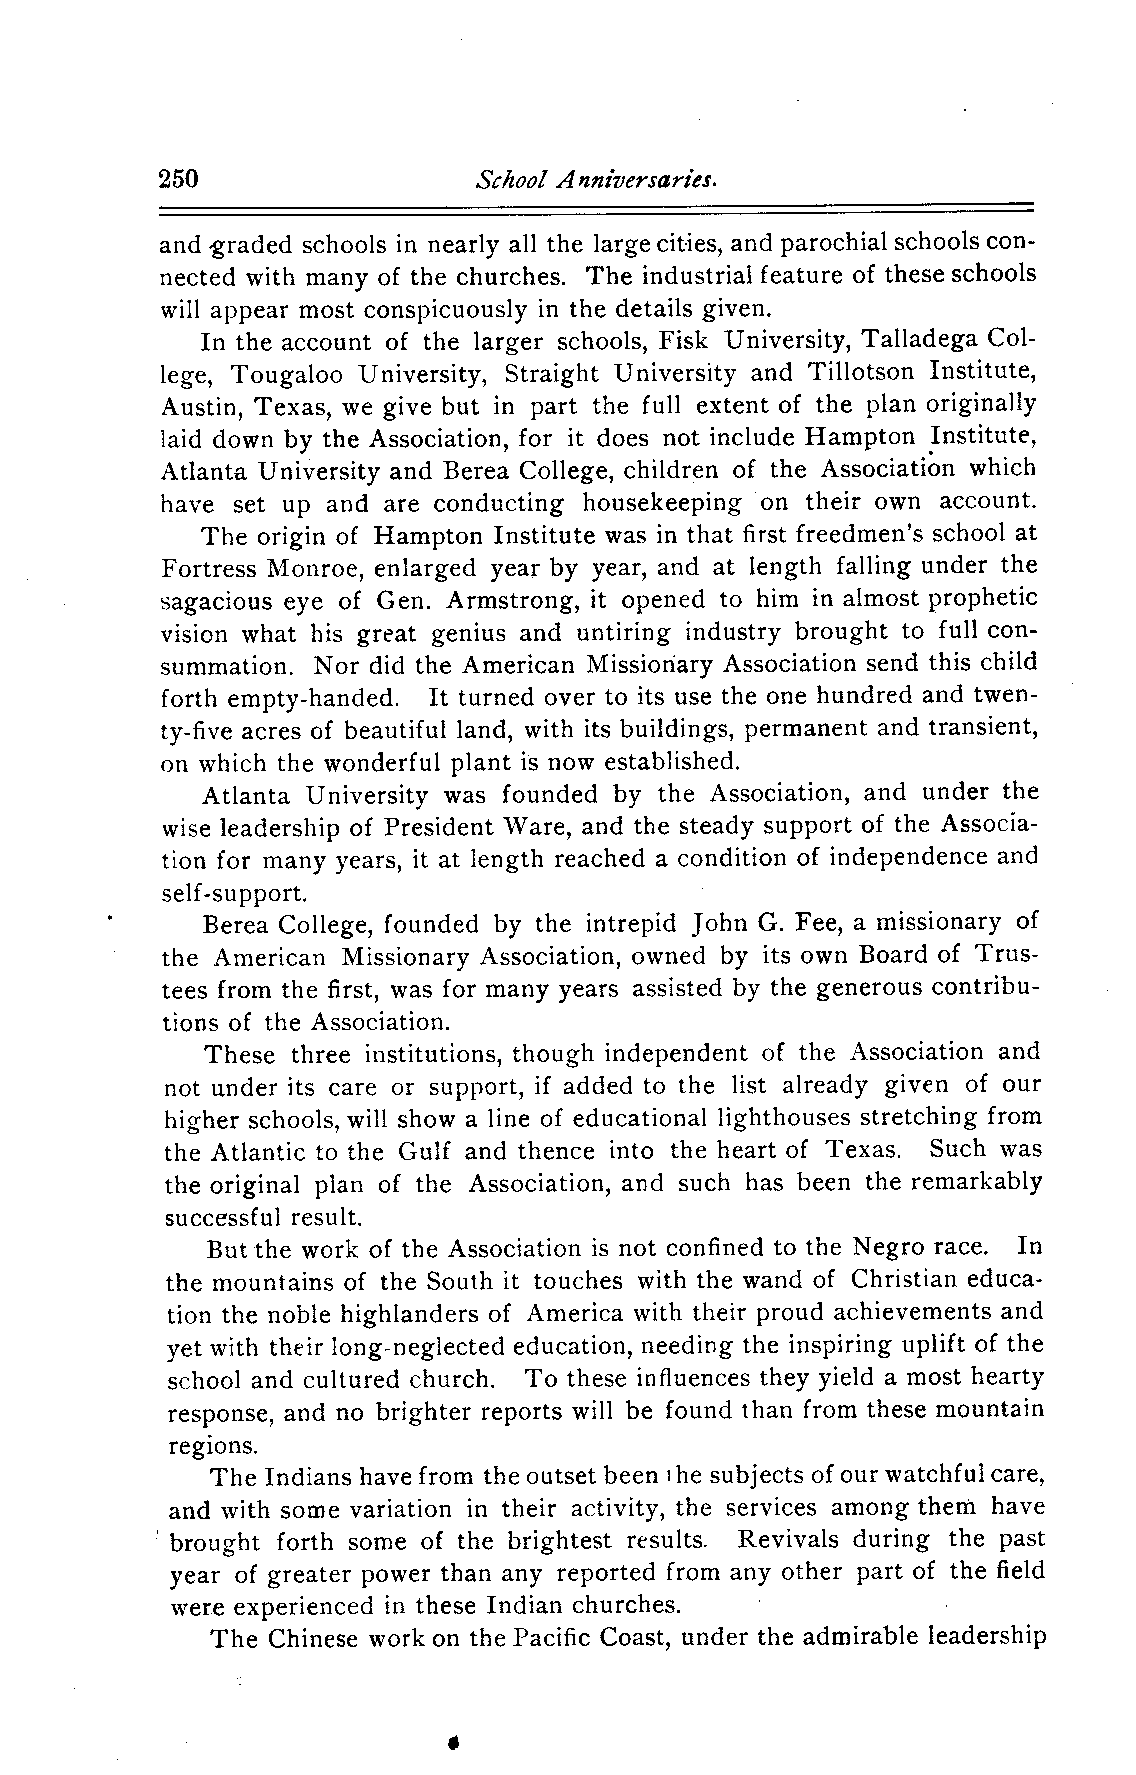 250 School Anniversaries.
and graded schools in nearly all the large cities, and parochial schools con-
nected with many of the churches. The industrial feature of these schools
will appear most conspicuously in the details given.
In the account of the larger schools, Fisk University, Talladega Col-
lege, Tougaloo University, Straight University and Tillotson Institute,
Austin, Texas, we give but in part the full extent of the plan originally
laid down by the Association, for it does not include Hampton Institute,
Atlanta University and Berea College, children of the Association which
have set up and are conducting housekeeping on their own account.
The origin of Hampton Institute was in that first freedmen's school at
Fortress Monroe, enlarged year by year, and at length falling under the
sagacious eye of Gen. Armstrong, it opened to him in almost prophetic
vision what his great genius and untiring industry brought to full con-
summation. Nor did the American Missionary Association send this child
forth empty-handed. It turned over to its use the one hundred and twen-
ty-five acres of beautiful land, with its buildings, permanent and transient,
on which the wonderful plant is now established.
Atlanta University was founded by the Association, and under the
wise leadership of President Ware, and the steady support of the Associa-
tion for many years, it at length reached a condition of independence and
self-support.
Berea College, founded by the intrepid John G. Fee, a missionary of
the American Missionary Association, owned by its own Board of Trus-
tees from the first, was for many years assisted by the generous contribu-
tions of the Association.
These three institutions, though independent of the Association and
not under its care or support, if added to the list already given of our
higher schools, will show a line of educational lighthouses stretching from
the Atlantic to the Gulf and thence into the heart of Texas. Such was
the original plan of the Association, and such has been the remarkably
successful result.
But the work of the Association is not confined to the Negro race. In
the mountains of the South it touches with the wand of Christian educa-
tion the noble highlanders of America with their proud achievements and
yet with their long-neglected education, needing the inspiring uplift of the
school and cultured church. To these influences they yield a most hearty
response, and no brighter reports will be found than from these mountain
regions.
The Indians have from the outset been the subjects of our watchful care,
and with some variation in their activity, the services among them have
brought forth some of the brightest results. Revivals during the past
year of greater power than any reported from any other part of the field
were experienced in these Indian churches.
The Chinese work on the Pacific Coast, under the admirable leadership